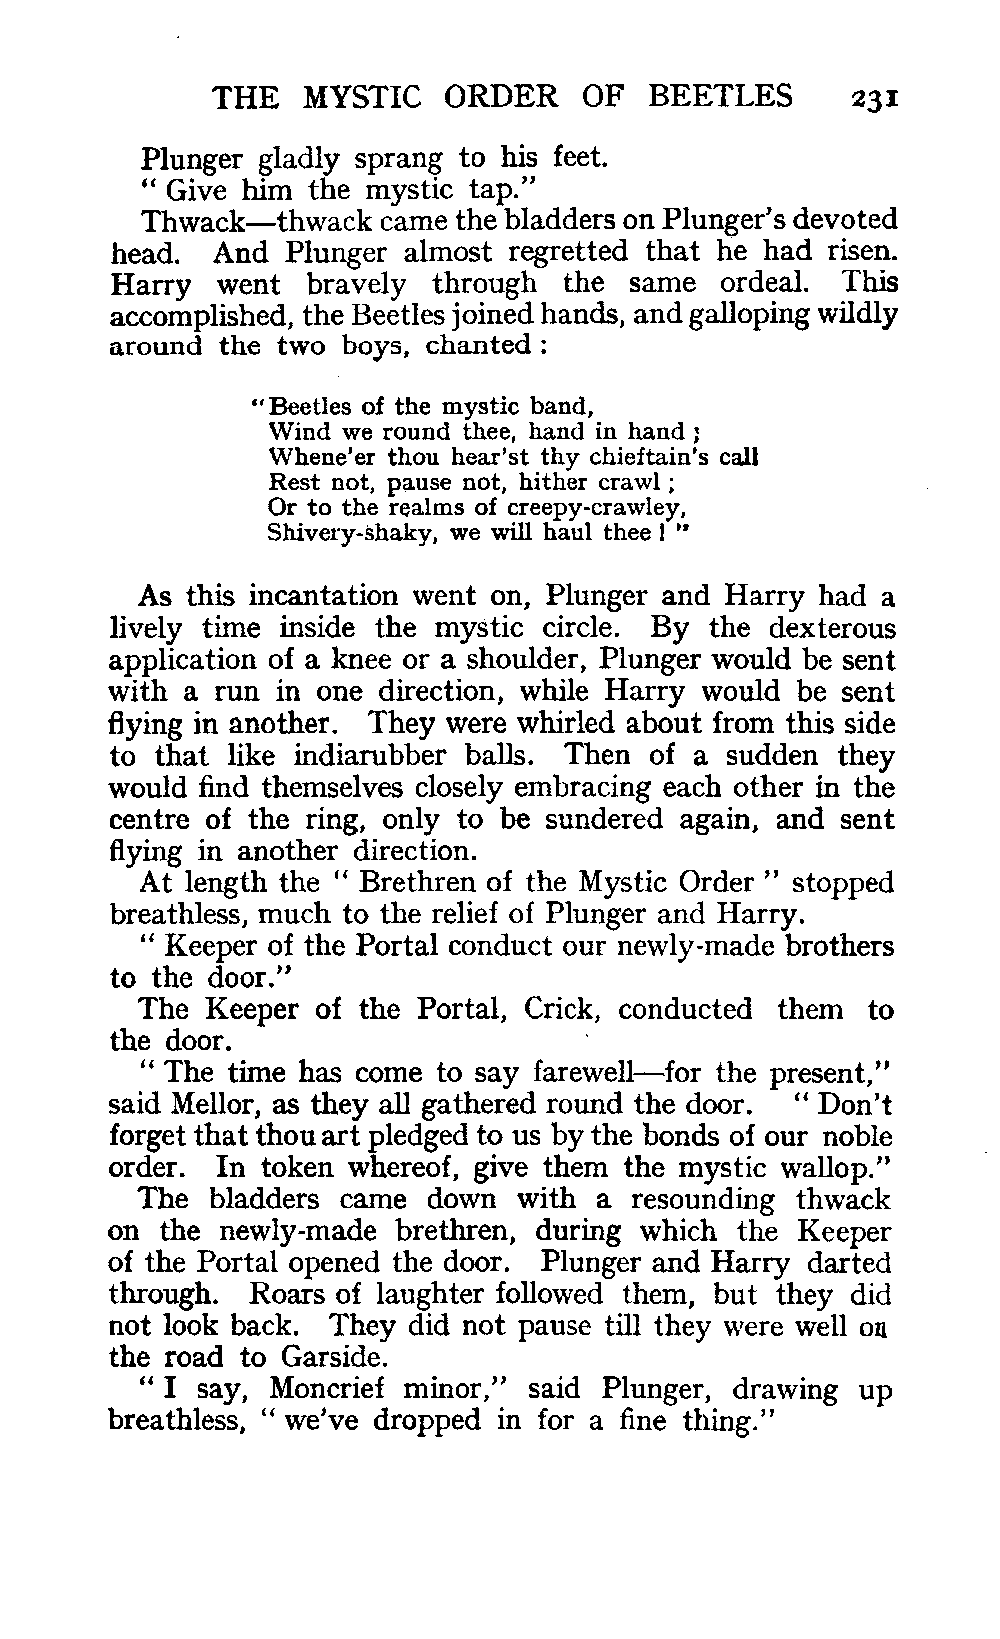 THE MYSTIC ORDER OF BEETLES 231
Plunger gladly sprang to his feet.
" Give him the mystic tap."
Thwack—thwack came the bladders on Plunger's devoted
head. And Plunger almost regretted that he had risen.
Harry went bravely through the same ordeal. This
accomplished, the Beetles joined hands, and galloping wildly
around the two boys, chanted :
"Beetles of the mystic band,
Wind we round thee, hand in hand ;
Whene'er thou hear'st thy chieftain's call
Rest not, pause not, hither crawl ;
Or to the realms of creepy-crawley,
Shivery-shaky, we will haul thee ! "
As this incantation went on, Plunger and Harry had a
lively time inside the mystic circle. By the dexterous
application of a knee or a shoulder, Plunger would be sent
with a run in one direction, while Harry would be sent
flying in another. They were whirled about from this side
to that like indiarubber balls. Then of a sudden they
would find themselves closely embracing each other in the
centre of the ring, only to be sundered again, and sent
flying in another direction.
At length the " Brethren of the Mystic Order " stopped
breathless, much to the relief of Plunger and Harry.
" Keeper of the Portal conduct our newly-made brothers
to the door."
The Keeper of the Portal, Crick, conducted them to
the door.
" The time has come to say farewell—for the present,"
said Mellor, as they all gathered round the door. " Don't
forget that thou art pledged to us by the bonds of our noble
order. In token whereof, give them the mystic wallop."
The bladders came down with a resounding thwack
on the newly-made brethren, during which the Keeper
of the Portal opened the door. Plunger and Harry darted
through. Roars of laughter followed them, but they did
not look back. They did not pause till they were well on
the road to Garside.
" I say, Moncrief minor," said Plunger, drawing up
breathless, " we've dropped in for a fine thing."